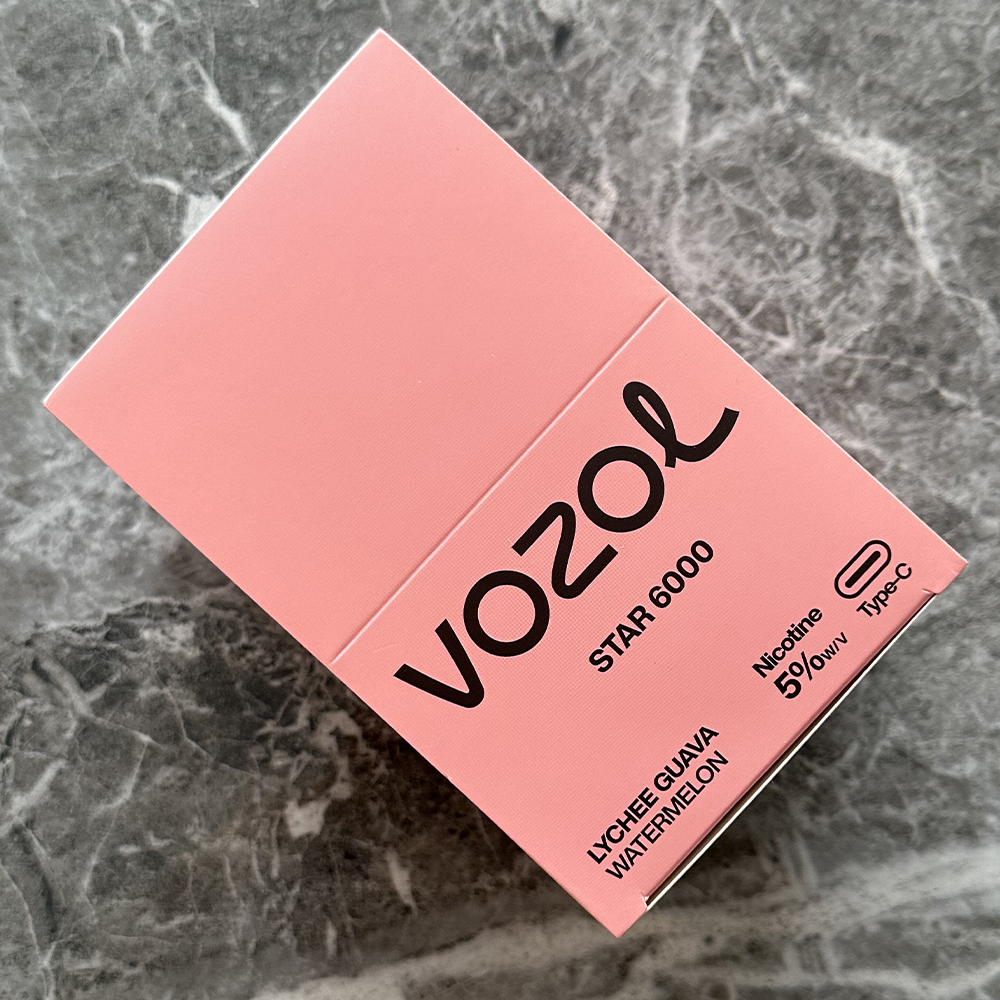 VOZOL
STAR 6000
Nicotine
5%W/V
Type-C
LYCHEE GUAVA
WATERMELON